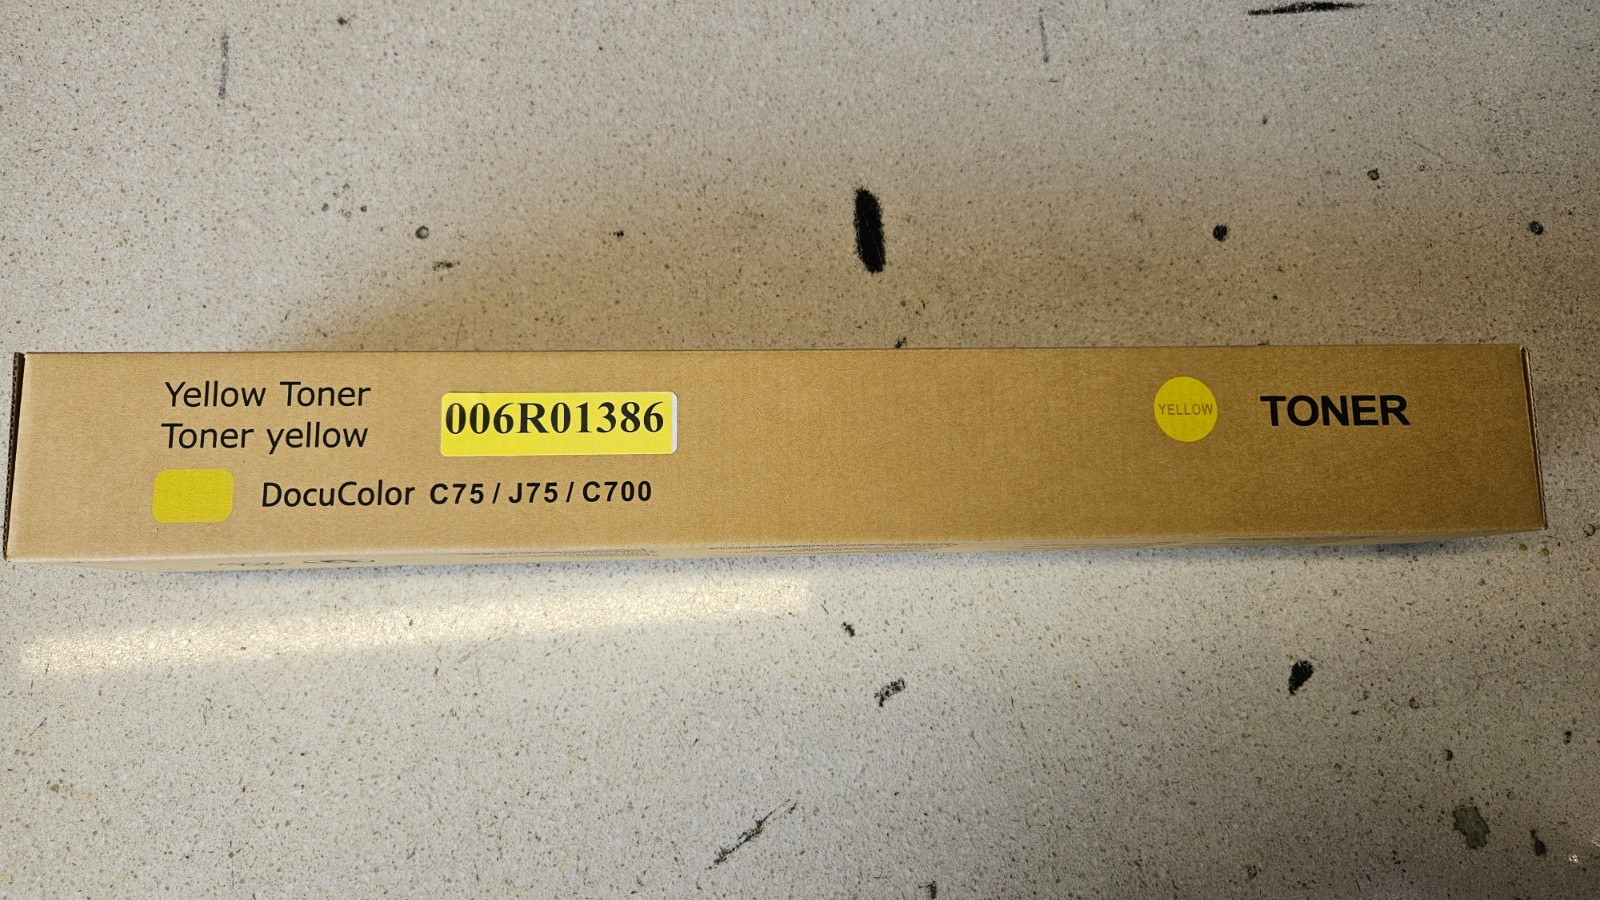 Yellow Toner
Toner yellow
006R01386
DocuColor C75 / J75 / C700
YELLOW
TONER